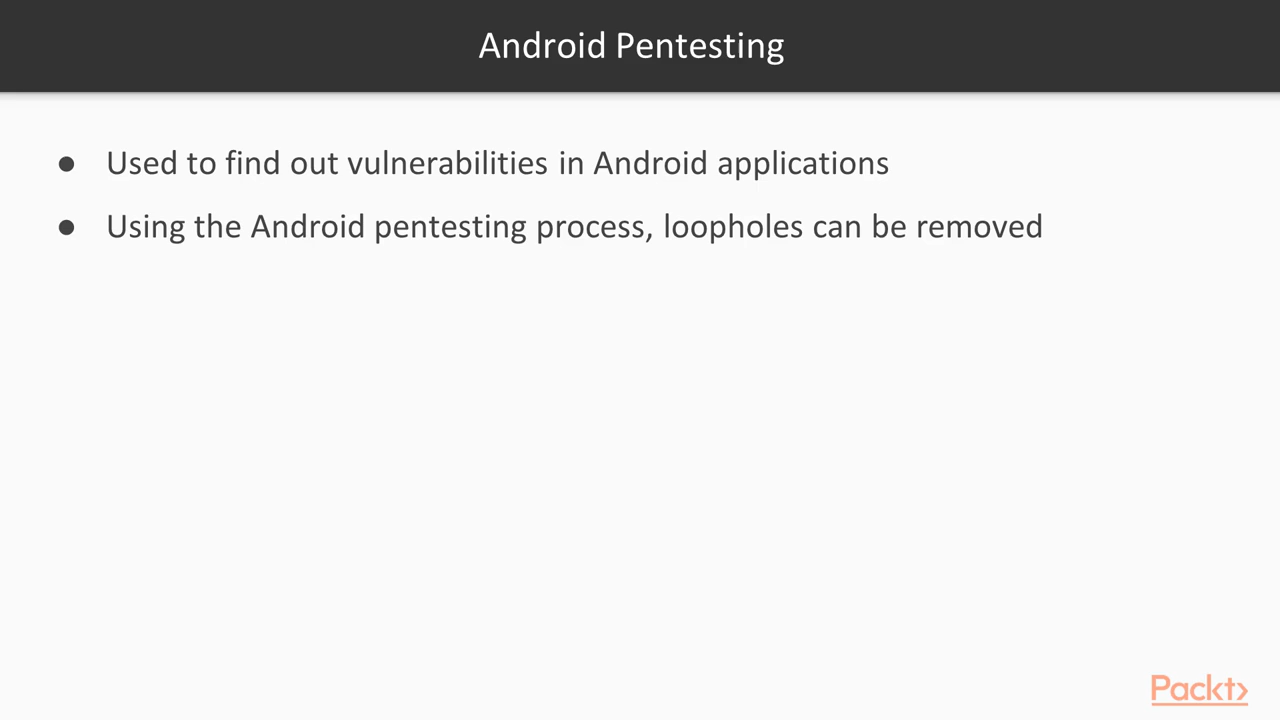 Android Pentesting
● Used to find out vulnerabilities in Android applications
● Using the Android pentesting process, loopholes can be removed
Packt>